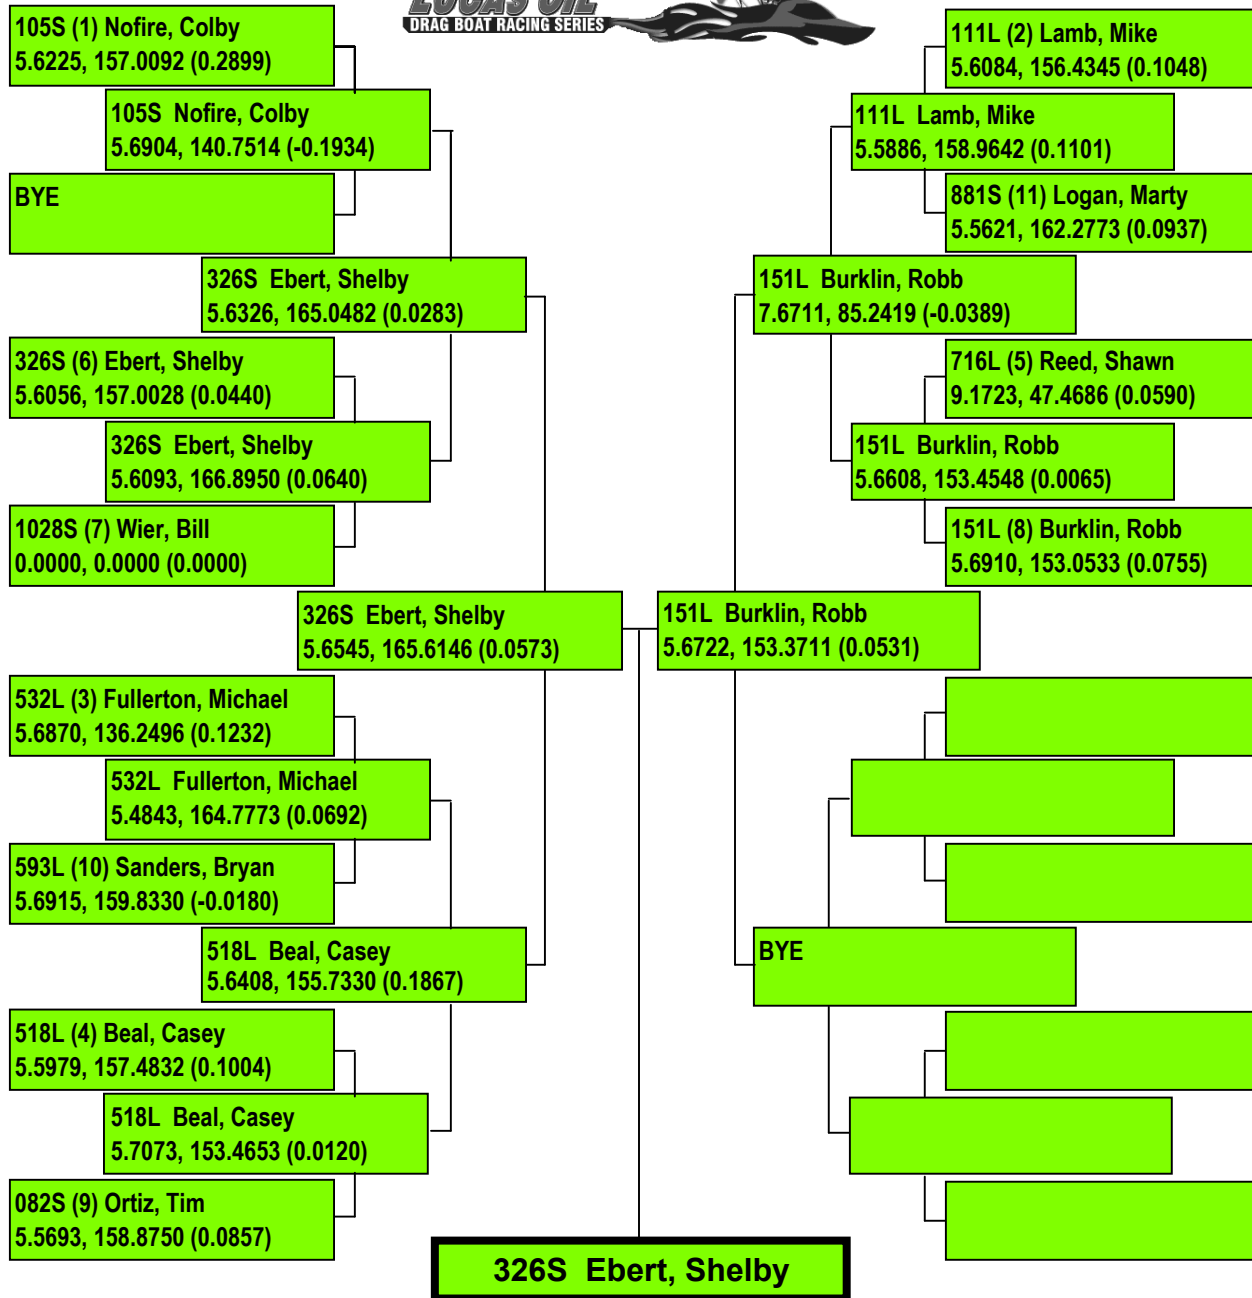 LUCAS OIL
DRAG BOAT RACING SERIES
105S (1) Nofire, Colby
5.6225, 157.0092 (0.2899)
105S Nofire, Colby
5.6904, 140.7514 (-0.1934)
BYE
326S Ebert, Shelby
5.6326, 165.0482 (0.0283)
326S (6) Ebert, Shelby
5.6056, 157.0028 (0.0440)
326S Ebert, Shelby
5.6093, 166.8950 (0.0640)
1028S (7) Wier, Bill
0.0000, 0.0000 (0.0000)
326S Ebert, Shelby
5.6545, 165.6146 (0.0573)
532L (3) Fullerton, Michael
5.6870, 136.2496 (0.1232)
532L Fullerton, Michael
5.4843, 164.7773 (0.0692)
593L (10) Sanders, Bryan
5.6915, 159.8330 (-0.0180)
518L Beal, Casey
5.6408, 155.7330 (0.1867)
518L (4) Beal, Casey
5.5979, 157.4832 (0.1004)
518L Beal, Casey
5.7073, 153.4653 (0.0120)
082S (9) Ortiz, Tim
5.5693, 158.8750 (0.0857)
111L (2) Lamb, Mike
5.6084, 156.4345 (0.1048)
111L Lamb, Mike
5.5886, 158.9642 (0.1101)
881S (11) Logan, Marty
5.5621, 162.2773 (0.0937)
151L Burklin, Robb
7.6711, 85.2419 (-0.0389)
716L (5) Reed, Shawn
9.1723, 47.4686 (0.0590)
151L Burklin, Robb
5.6608, 153.4548 (0.0065)
151L (8) Burklin, Robb
5.6910, 153.0533 (0.0755)
151L Burklin, Robb
5.6722, 153.3711 (0.0531)
BYE
326S Ebert, Shelby